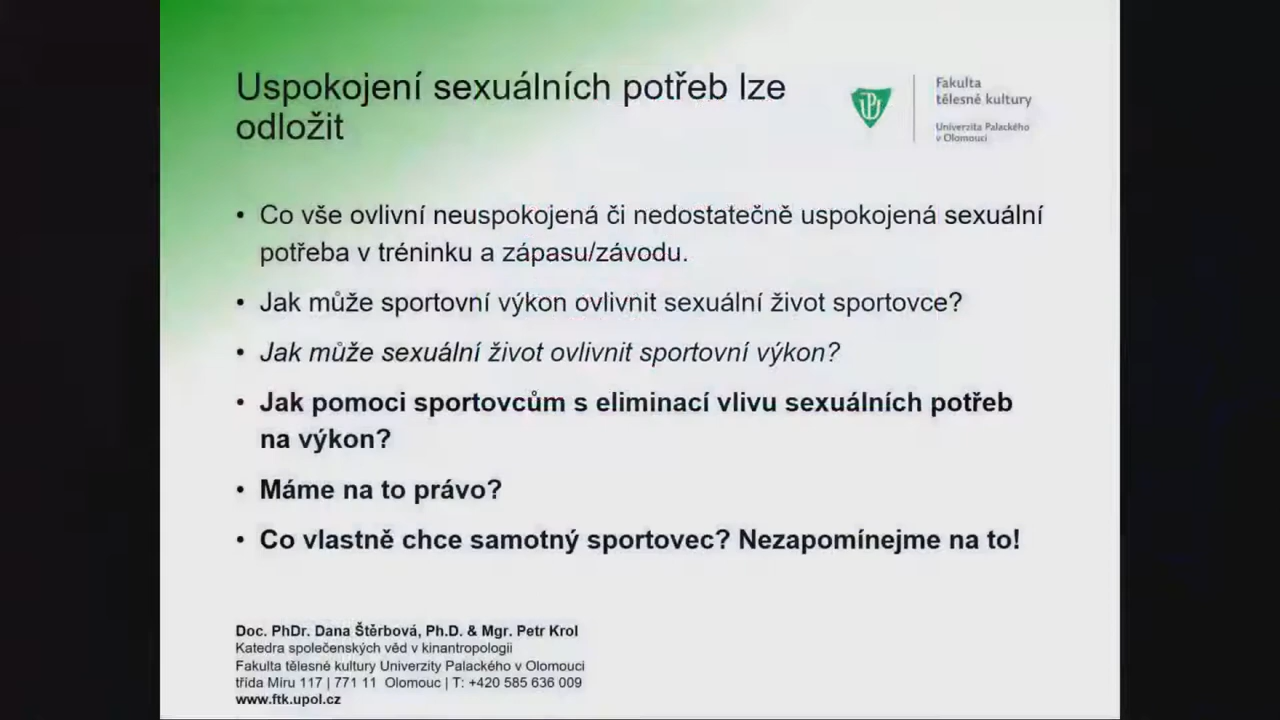 Uspokojení sexuálních potřeb lze
odložit
Fakulta
tělesné kultury
Univerzita Palackého
v Olomouci
• Co vše ovlivní neuspokojená či nedostatečně uspokojená sexuální
potřeba v tréninku a zápasu/závodu.
• Jak může sportovní výkon ovlivnit sexuální život sportovce?
• Jak může sexuální život ovlivnit sportovní výkon?
• Jak pomoci sportovcům s eliminací vlivu sexuálních potřeb
na výkon?
• Máme na to právo?
• Co vlastně chce samotný sportovec? Nezapomínejme na to!
Doc. PhDr. Dana Štěrbová, Ph.D. & Mgr. Petr Krol
Katedra společenských věd v kinantropologii
Fakulta tělesné kultury Univerzity Palackého v Olomouci
třída Míru 117 | 771 11 Olomouc | T: +420 585 636 009
www.ftk.upol.cz